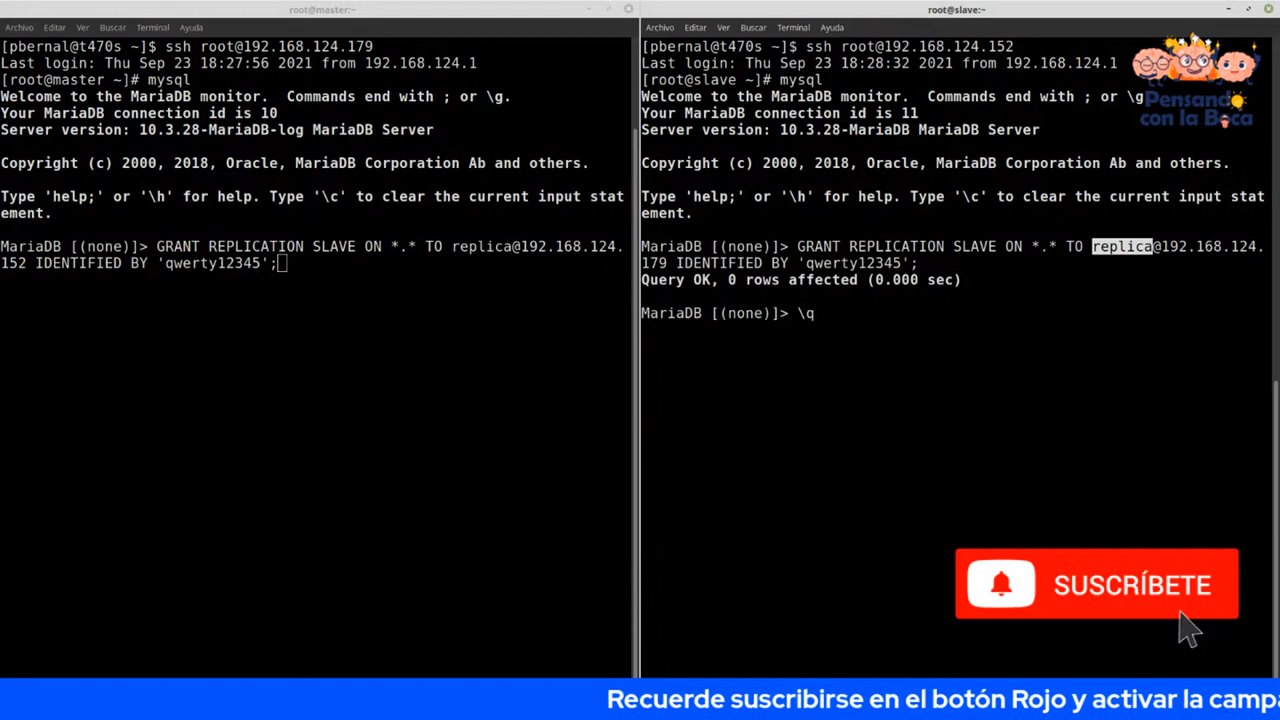 root@master:~
Archivo Editar Ver Buscar Terminal Ayuda
[pbernal@t470s ~]$ ssh root@192.168.124.179
Last login: Thu Sep 23 18:27:56 2021 from 192.168.124.1
[root@master ~]# mysql
Welcome to the MariaDB monitor.  Commands end with ; or \g.
Your MariaDB connection id is 10
Server version: 10.3.28-MariaDB-log MariaDB Server
Copyright (c) 2000, 2018, Oracle, MariaDB Corporation Ab and others.
Type 'help;' or '\h' for help. Type '\c' to clear the current input stat
ement.
MariaDB [(none)]> GRANT REPLICATION SLAVE ON *.* TO replica@192.168.124.
152 IDENTIFIED BY 'qwerty12345';
root@slave:~
Archivo Editar Ver Buscar Terminal Ayuda
[pbernal@t470s ~]$ ssh root@192.168.124.152
Last login: Thu Sep 23 18:28:32 2021 from 192.168.124.1
[root@slave ~]# mysql
Welcome to the MariaDB monitor.  Commands end with ; or \g
Your MariaDB connection id is 11
Server version: 10.3.28-MariaDB MariaDB Server
Copyright (c) 2000, 2018, Oracle, MariaDB Corporation Ab and others.
Type 'help;' or '\h' for help. Type '\c' to clear the current input stat
ement.
MariaDB [(none)]> GRANT REPLICATION SLAVE ON *.* TO replica@192.168.124.
179 IDENTIFIED BY 'qwerty12345';
Query OK, 0 rows affected (0.000 sec)
MariaDB [(none)]> \q
Pensando
con la Boca
SUSCRÍBETE
Recuerde suscribirse en el botón Rojo y activar la campa